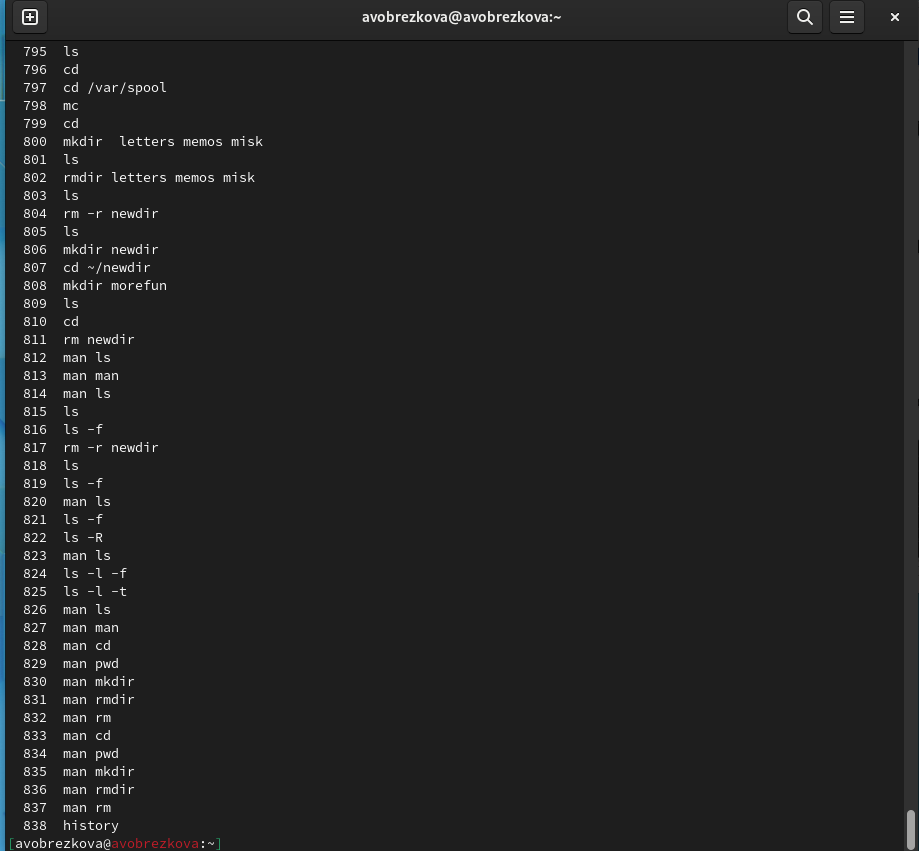 avobrezkova@avobrezkova:~
795 ls
796 cd
797 cd /var/spool
798 mc
799 cd
800 mkdir  letters memos misk
801 ls
802 rmdir letters memos misk
803 ls
804 rm -r newdir
805 ls
806 mkdir newdir
807 cd ~/newdir
808 mkdir morefun
809 ls
810 cd
811 rm newdir
812 man ls
813 man man
814 man ls
815 ls
816 ls -f
817 rm -r newdir
818 ls
819 ls -f
820 man ls
821 ls -f
822 ls -R
823 man ls
824 ls -l -f
825 ls -l -t
826 man ls
827 man man
828 man cd
829 man pwd
830 man mkdir
831 man rmdir
832 man rm
833 man cd
834 man pwd
835 man mkdir
836 man rmdir
837 man rm
838 history
[avobrezkova@avobrezkova:~]